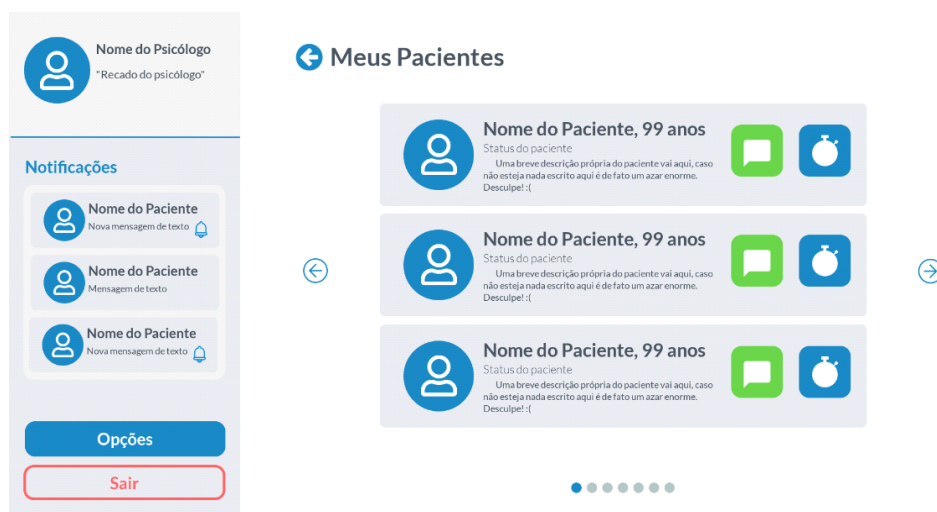 Nome do Psicólogo
"Recado do psicólogo"
Notificações
Nome do Paciente
Nova mensagem de texto
Nome do Paciente
Mensagem de texto
Nome do Paciente
Nova mensagem de texto
Opções
Sair
Meus Pacientes
Nome do Paciente, 99 anos
Status do paciente
Uma breve descrição própria do paciente vai aqui, caso
não esteja nada escrito aqui é de fato um azar enorme.
Desculpe! :(
Nome do Paciente, 99 anos
Status do paciente
Uma breve descrição própria do paciente vai aqui, caso
não esteja nada escrito aqui é de fato um azar enorme.
Desculpe! :(
Nome do Paciente, 99 anos
Status do paciente
Uma breve descrição própria do paciente vai aqui, caso
não esteja nada escrito aqui é de fato um azar enorme.
Desculpe! :(